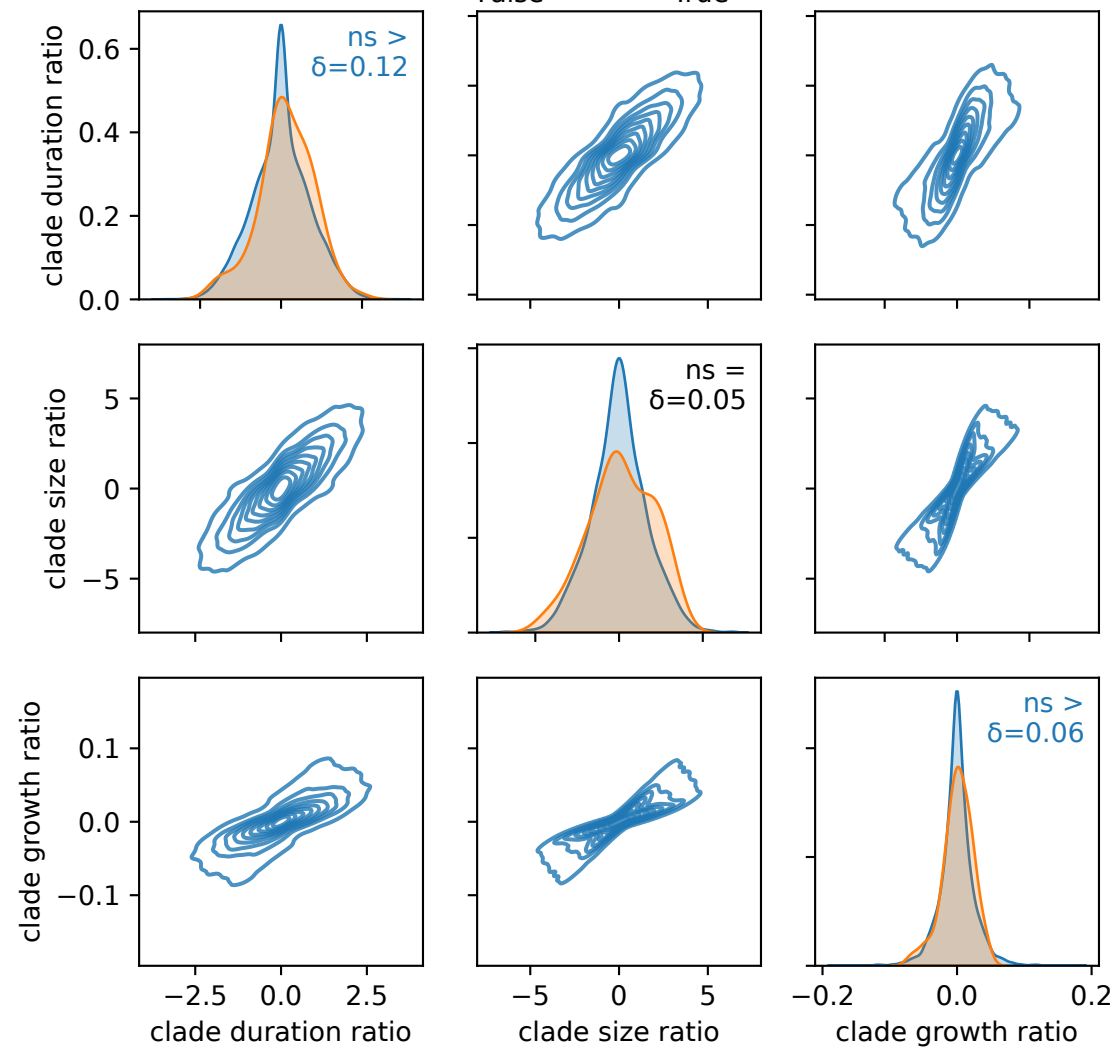 clade duration ratio
0.6
0.4
0.2
0.0
ns >
δ=0.12
clade size ratio
5
0
−5
ns =
δ=0.05
clade growth ratio
0.1
0.0
−0.1
ns >
δ=0.06
−2.5 0.0 2.5
−5 0 5
−0.2 0.0 0.2
clade duration ratio
clade size ratio
clade growth ratio